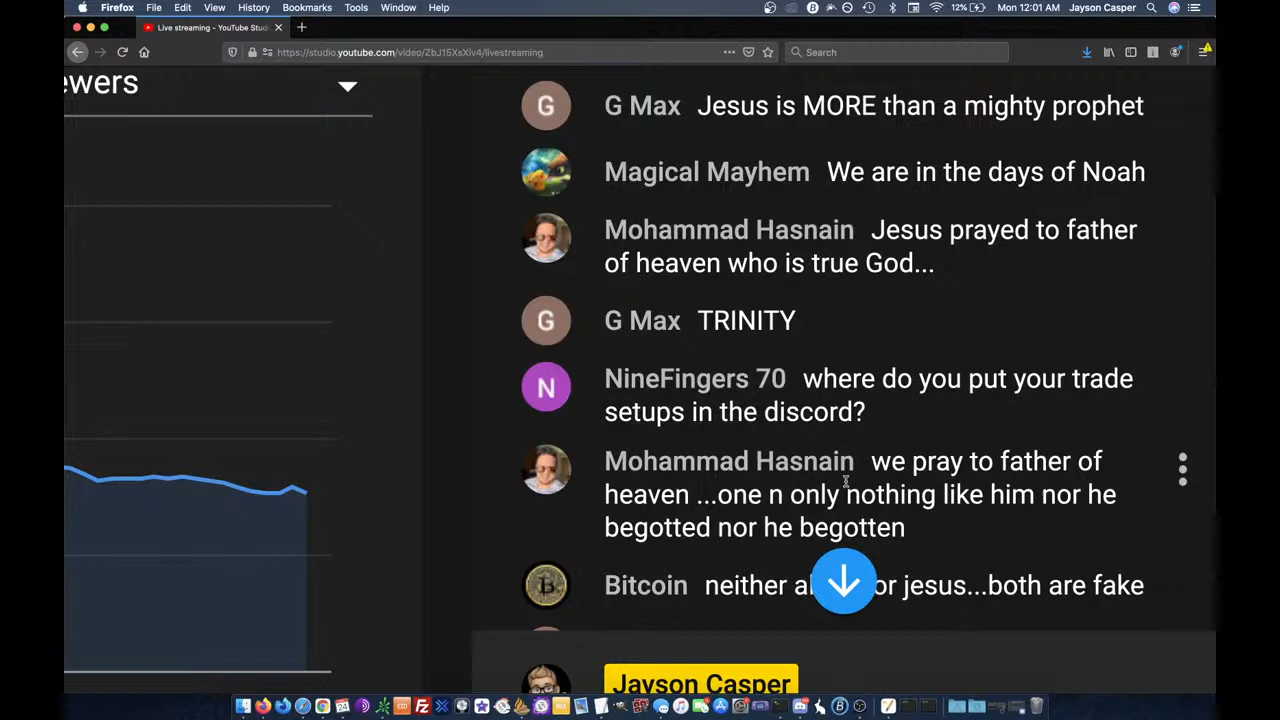 Firefox File Edit View History Bookmarks Tools Window Help 12% Mon 12:01 AM Jayson Casper
Live streaming - YouTube Studi
https://studio.youtube.com/video/ZbJ15XsXiv4/livestreaming
Search
ewers
G G Max Jesus is MORE than a mighty prophet
Magical Mayhem We are in the days of Noah
Mohammad Hasnain Jesus prayed to father
of heaven who is true God...
G G Max TRINITY
N NineFingers 70 where do you put your trade
setups in the discord?
Mohammad Hasnain we pray to father of
heaven ...one n only nothing like him nor he
begotted nor he begotten
Bitcoin neither jesus...both are fake
Jayson Casper